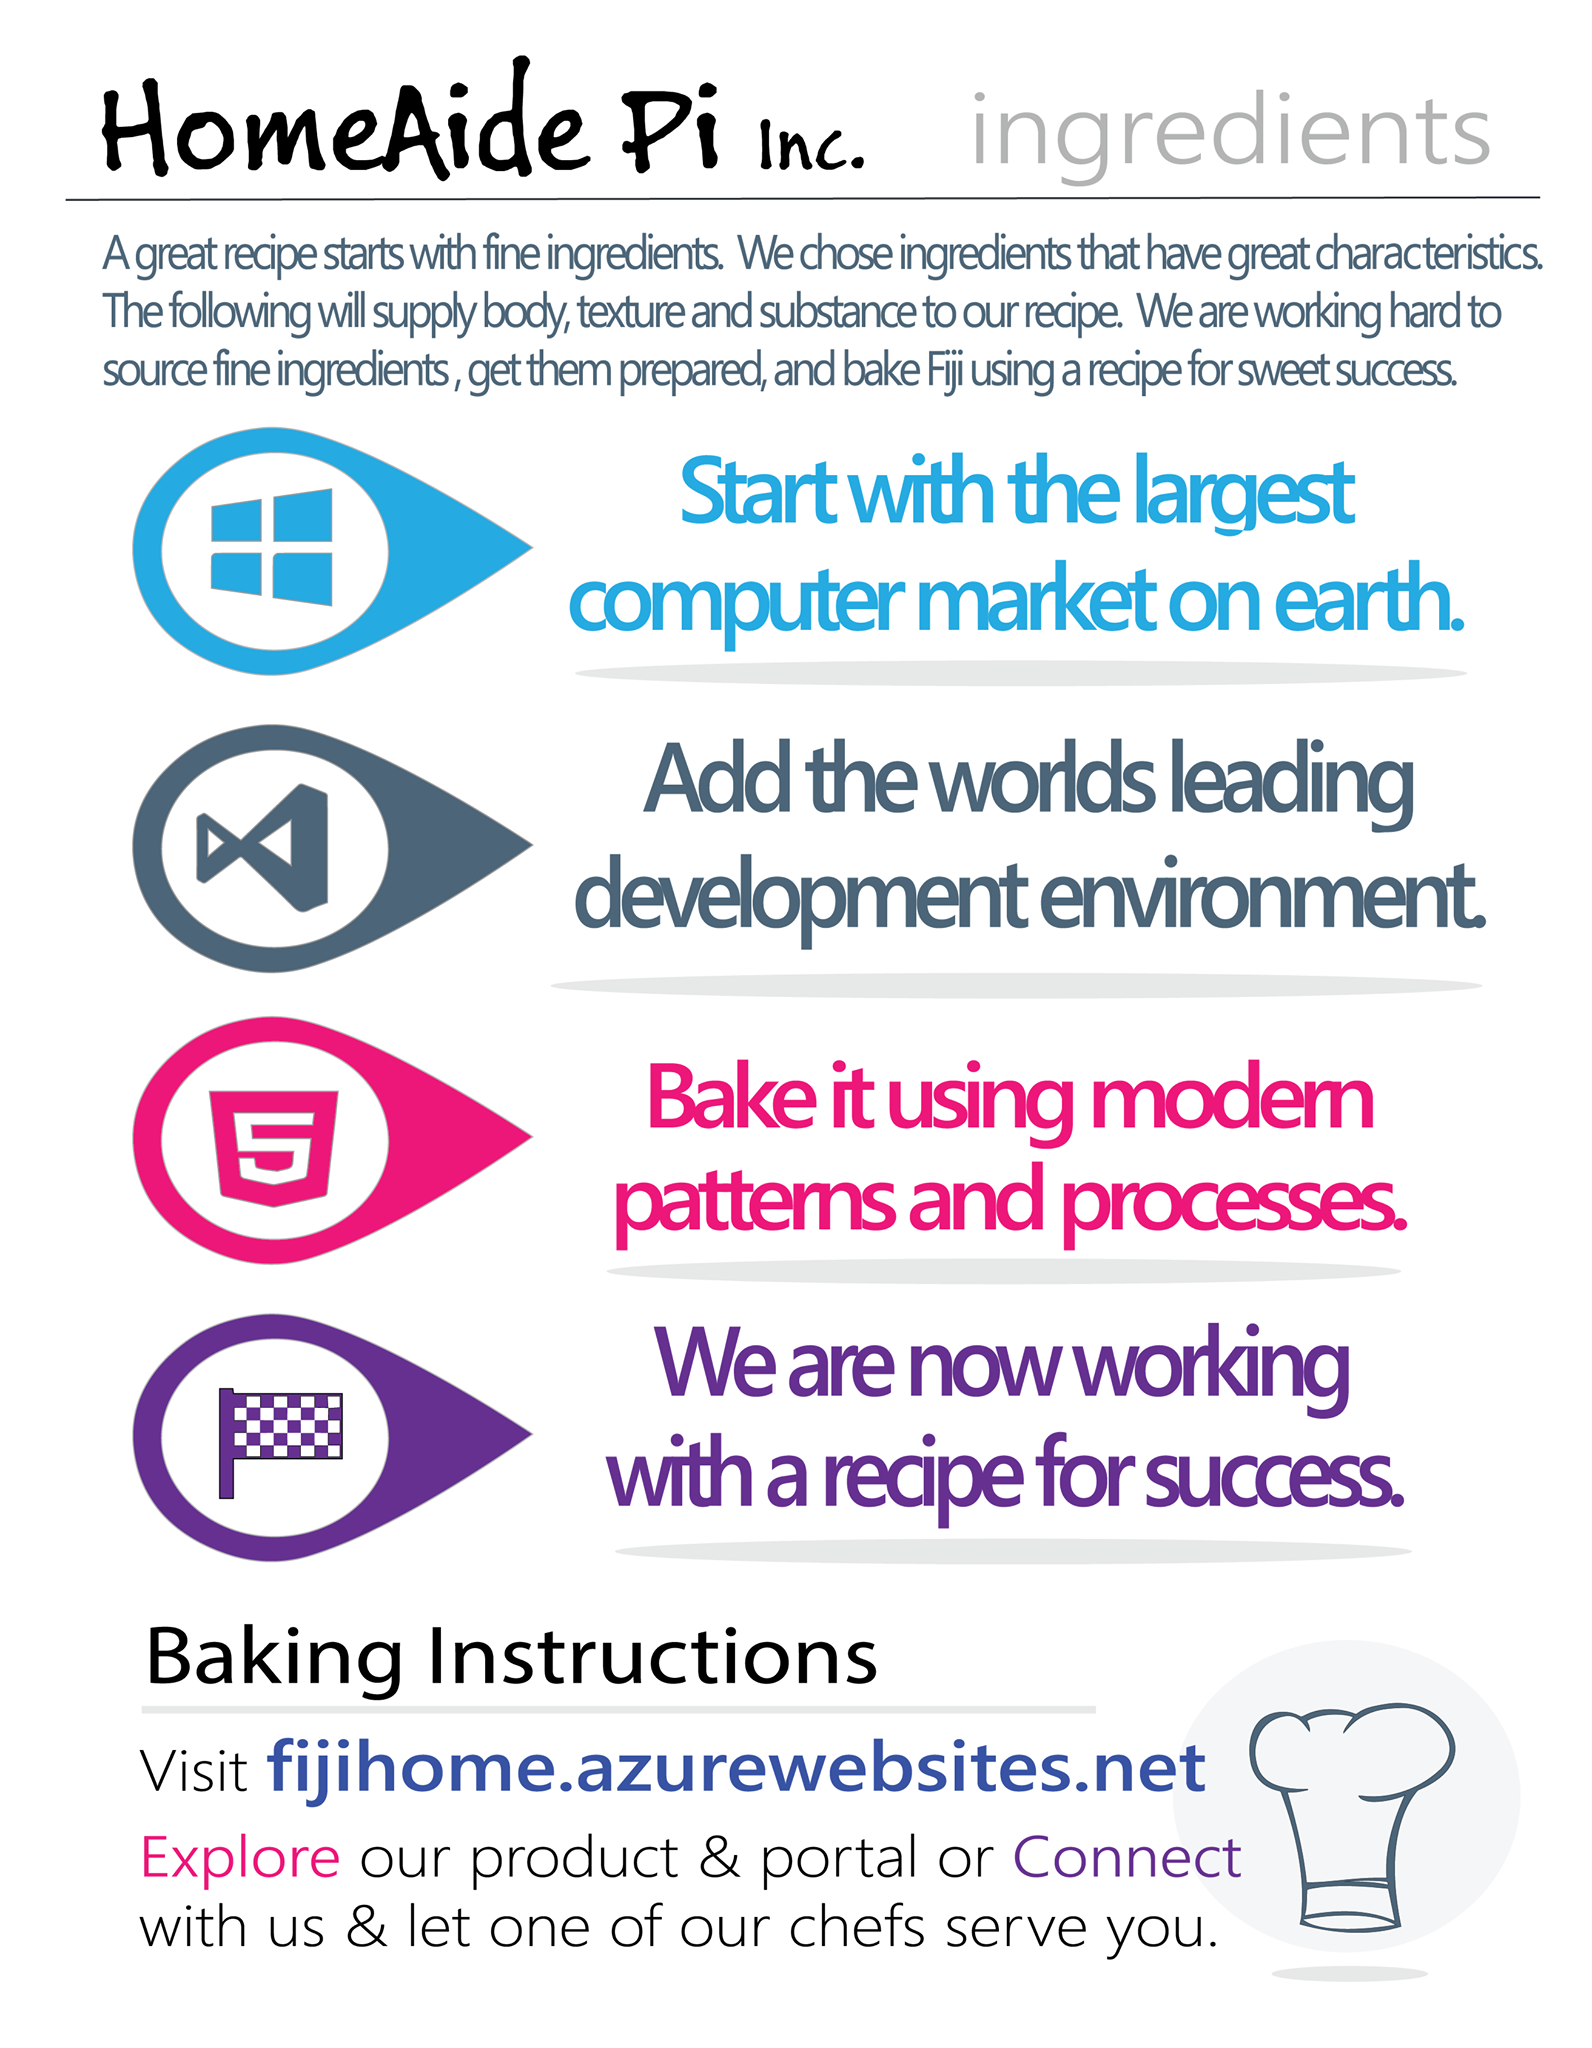 HomeAide Pi Inc. ingredients
A great recipe starts with fine ingredients. We chose ingredients that have great characteristics.
The following will supply body, texture and substance to our recipe. We are working hard to
source fine ingredients , get them prepared, and bake Fiji using a recipe for sweet success.
Start with the largest
computer market on earth.
Add the worlds leading
development environment.
Bake it using modern
patterns and processes.
We are now working
with a recipe for success.
Baking Instructions
Visit fijihome.azurewebsites.net
Explore our product & portal or Connect
with us & let one of our chefs serve you.